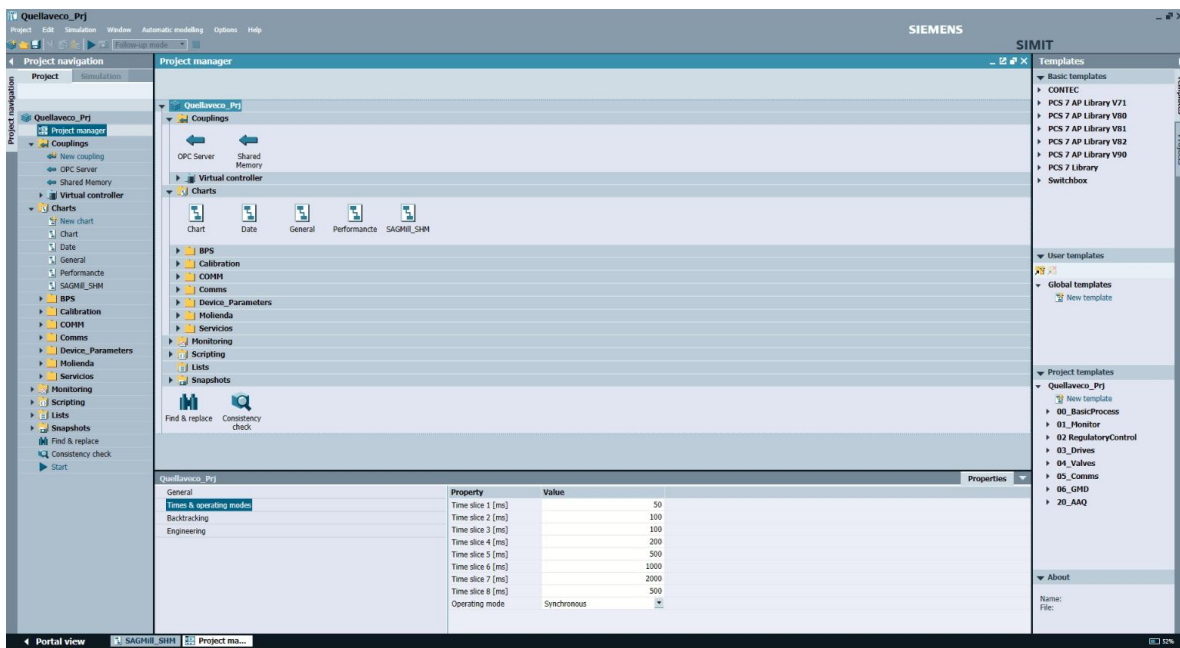 Quellaveco_Prj
Project Edit Simulation Window Automatic modelling Options Help
SIEMENS
Follow-up mode
SIMIT
Project navigation
Project Simulation
Project navigation
Quellaveco_Prj
Project manager
Couplings
New coupling
OPC Server
Shared Memory
Virtual controller
Charts
New chart
Chart
Date
General
Performancte
SAGMill_SHM
BPS
Calibration
COMM
Comms
Device_Parameters
Molienda
Servicios
Monitoring
Scripting
Lists
Snapshots
Find & replace
Consistency check
Start
Project manager
Quellaveco_Prj
Couplings
OPC Server Shared
Memory
Virtual controller
Charts
Chart Date General Performancte SAGMill_SHM
BPS
Calibration
COMM
Comms
Device_Parameters
Molienda
Servicios
Monitoring
Scripting
Lists
Snapshots
Find & replace Consistency
check
Quellaveco_Prj Properties
General
Times & operating modes
Backtracking
Engineering
Property Value
Time slice 1 [ms] 50
Time slice 2 [ms] 100
Time slice 3 [ms] 100
Time slice 4 [ms] 200
Time slice 5 [ms] 500
Time slice 6 [ms] 1000
Time slice 7 [ms] 2000
Time slice 8 [ms] 500
Operating mode Synchronous
Templates
Basic templates
CONTEC
PCS 7 AP Library V71
PCS 7 AP Library V80
PCS 7 AP Library V81
PCS 7 AP Library V82
PCS 7 AP Library V90
PCS 7 Library
Switchbox
User templates
Global templates
New template
Project templates
Quellaveco_Prj
New template
00_BasicProcess
01_Monitor
02 RegulatoryControl
03_Drives
04_Valves
05_Comms
06_GMD
20_AAQ
About
Name:
File:
Portal view SAGMill_SHM Project ma... 52%